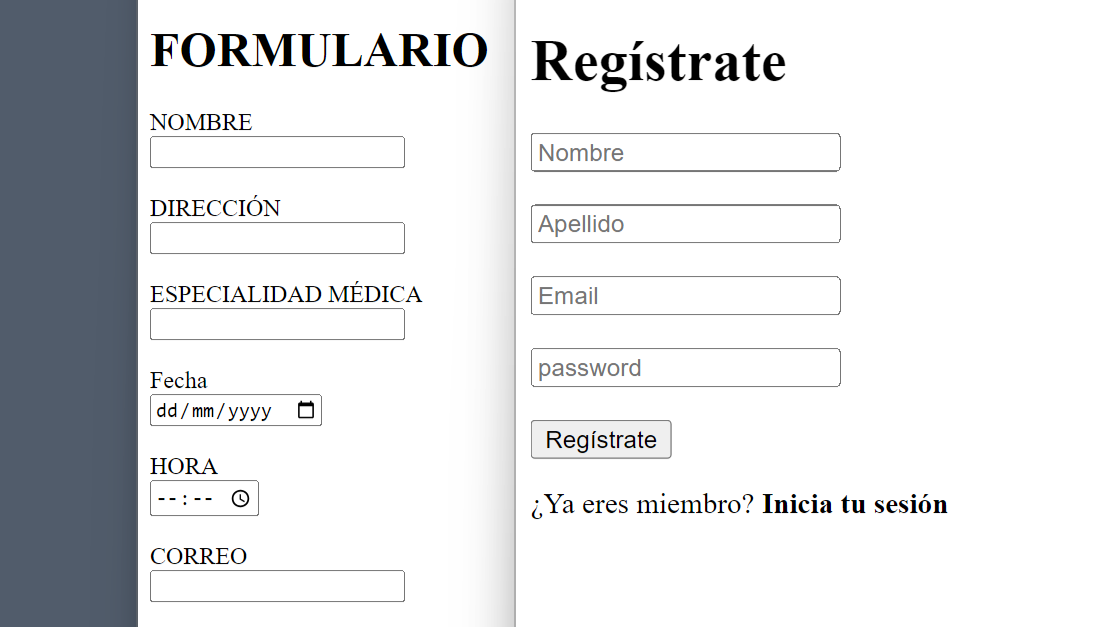 FORMULARIO
NOMBRE
DIRECCIÓN
ESPECIALIDAD MÉDICA
Fecha
dd/mm/yyyy
HORA
--:--
CORREO
Regístrate
Nombre
Apellido
Email
password
Regístrate
¿Ya eres miembro? Inicia tu sesión